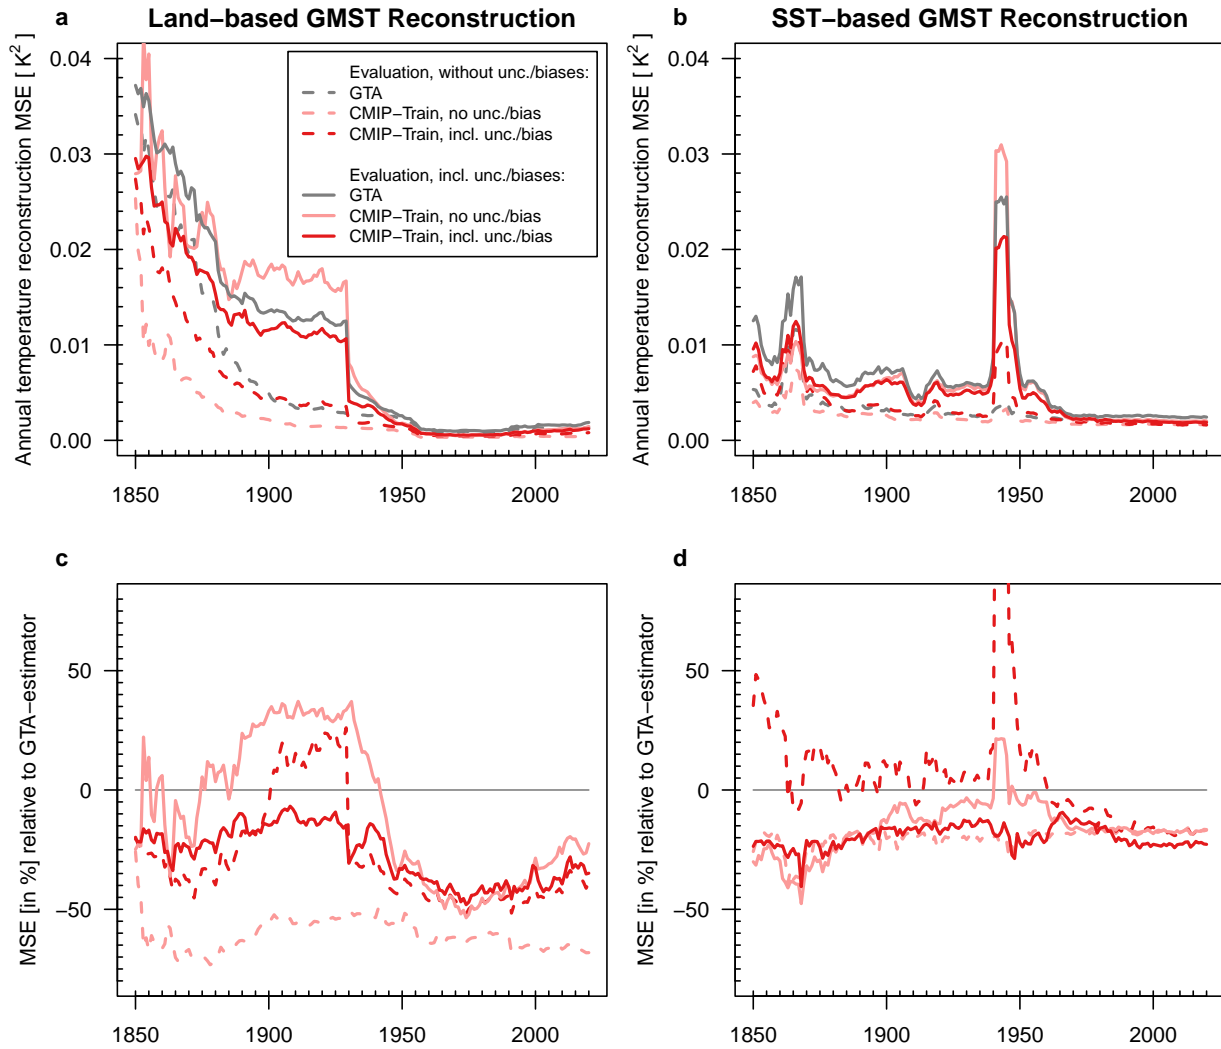 a
Land−based GMST Reconstruction
Annual temperature reconstruction MSE [ K² ]
0.04
0.03
0.02
0.01
0.00
Evaluation, without unc./biases:
GTA
CMIP−Train, no unc./bias
CMIP−Train, incl. unc./bias
Evaluation, incl. unc./biases:
GTA
CMIP−Train, no unc./bias
CMIP−Train, incl. unc./bias
1850
1900
1950
2000
b
SST−based GMST Reconstruction
Annual temperature reconstruction MSE [ K² ]
0.04
0.03
0.02
0.01
0.00
1850
1900
1950
2000
c
MSE [in %] relative to GTA−estimator
50
0
−50
1850
1900
1950
2000
d
MSE [in %] relative to GTA−estimator
50
0
−50
1850
1900
1950
2000